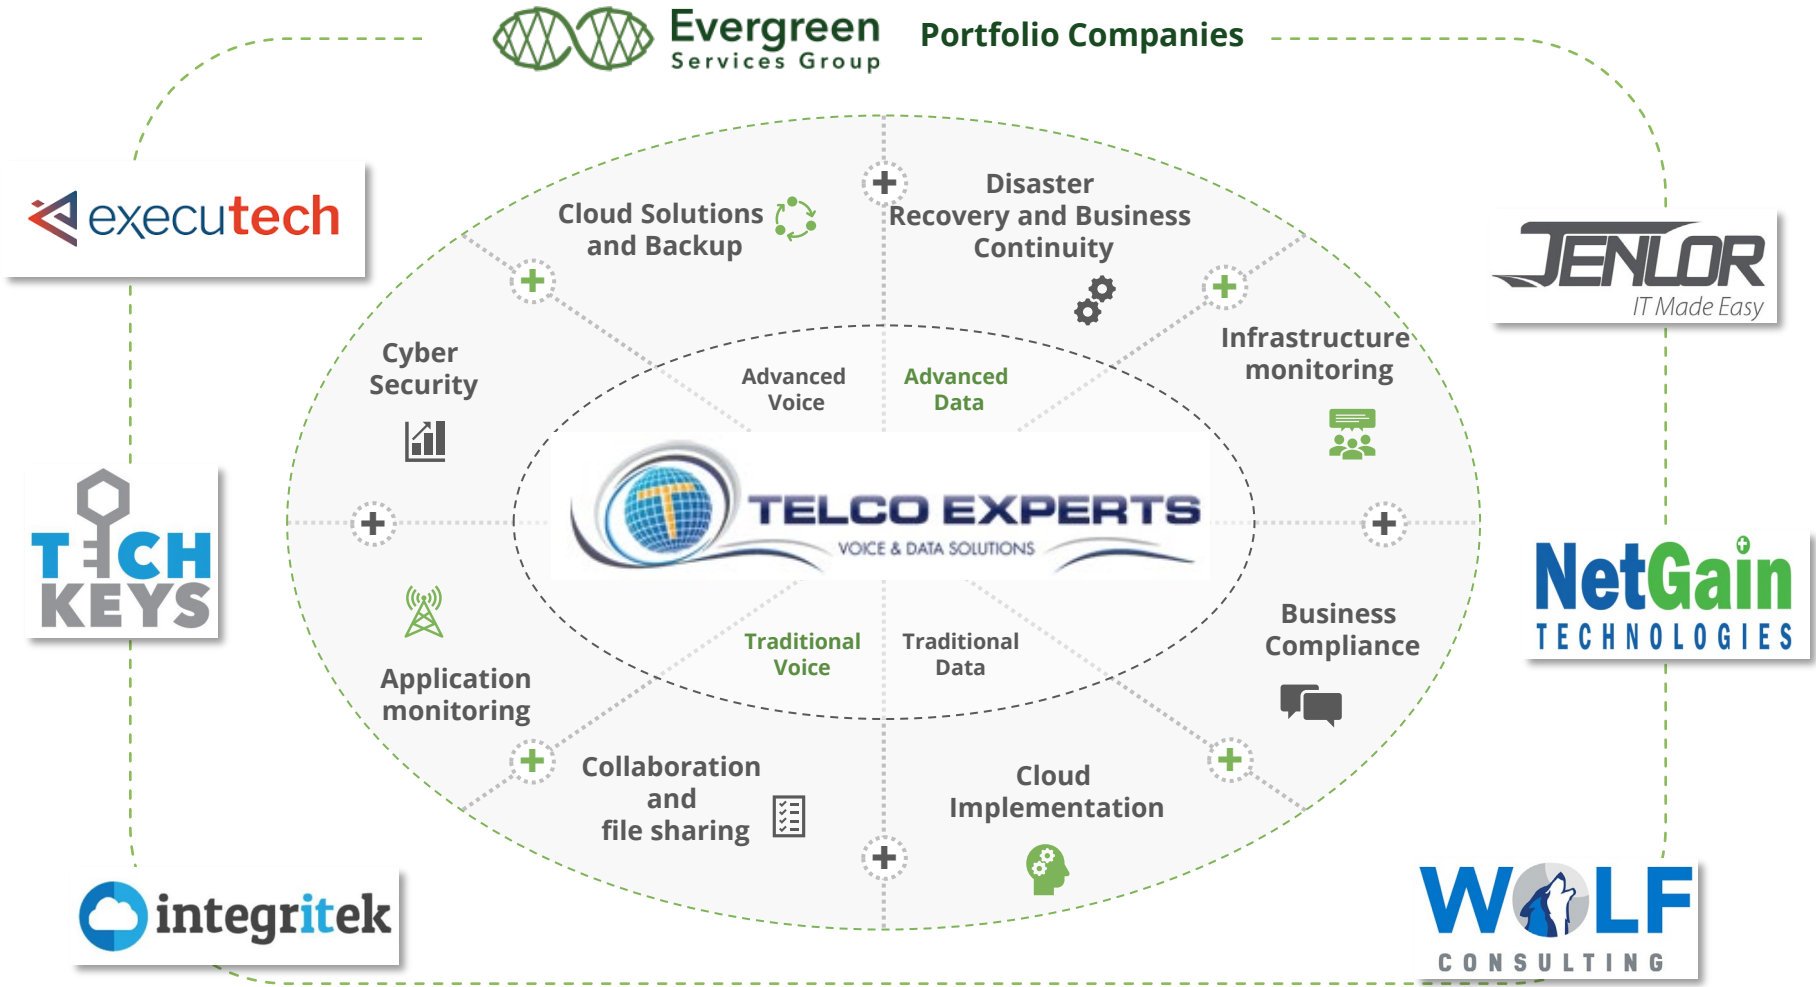 Evergreen
Services Group
Portfolio Companies
executech
JENLOR
IT Made Easy
TECH
KEYS
NetGain
TECHNOLOGIES
integritek
WOLF
CONSULTING
Cloud Solutions
and Backup
Disaster
Recovery and Business
Continuity
Cyber
Security
Infrastructure
monitoring
Advanced
Voice
Advanced
Data
T
TELCO EXPERTS
VOICE & DATA SOLUTIONS
Traditional
Voice
Traditional
Data
Business
Compliance
Application
monitoring
Collaboration
and
file sharing
Cloud
Implementation